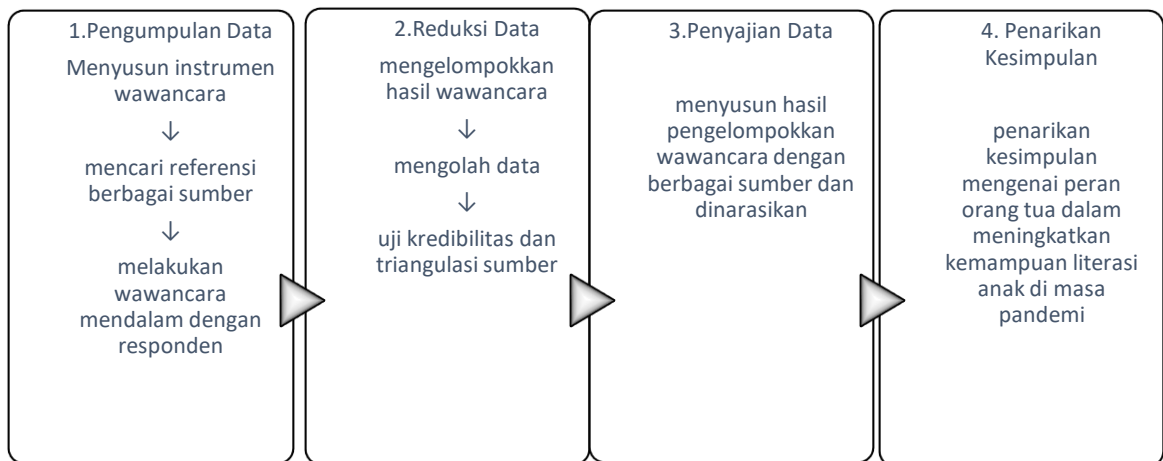 1.Pengumpulan Data
Menyusun instrumen
wawancara
↓
mencari referensi
berbagai sumber
↓
melakukan
wawancara
mendalam dengan
responden
2.Reduksi Data
mengelompokkan
hasil wawancara
↓
mengolah data
↓
uji kredibilitas dan
triangulasi sumber
3.Penyajian Data
menyusun hasil
pengelompokkan
wawancara dengan
berbagai sumber dan
dinarasikan
4. Penarikan
Kesimpulan
penarikan
kesimpulan
mengenai peran
orang tua dalam
meningkatkan
kemampuan literasi
anak di masa
pandemi